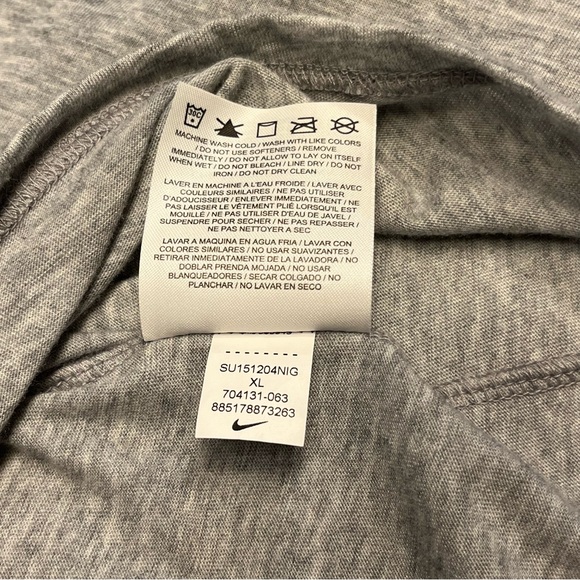 30C
MACHINE WASH COLD / WASH WITH LIKE COLORS
/ DO NOT USE SOFTENERS / REMOVE
IMMEDIATELY / DO NOT ALLOW TO LAY ON ITSELF
WHEN WET / DO NOT BLEACH / LINE DRY / DO NOT
IRON / DO NOT DRY CLEAN
LAVER EN MACHINE A L'EAU FROIDE / LAVER AVEC
COULEURS SIMILAIRES / NE PAS UTILISER
D'ADOUCISSEUR / ENLEVER IMMEDIATEMENT / NE
PAS LAISSER LE VÊTEMENT PLIÉ LORSQU'IL EST
MOUILLÉ / NE PAS UTILISER D'EAU DE JAVEL /
SUSPENDRE POUR SECHER / NE PAS REPASSER /
NE PAS NETTOYER A SEC
LAVAR A MAQUINA EN AGUA FRIA / LAVAR CON
COLORES SIMILARES / NO USAR SUAVIZANTES /
RETIRAR INMEDIATAMENTE DE LA LAVADORA / NO
DOBLAR PRENDA MOJADA / NO USAR
BLANQUEADORES / SECAR COLGADO / NO
PLANCHAR / NO LAVAR EN SECO
SU151204NIG
XL
704131-063
885178873263